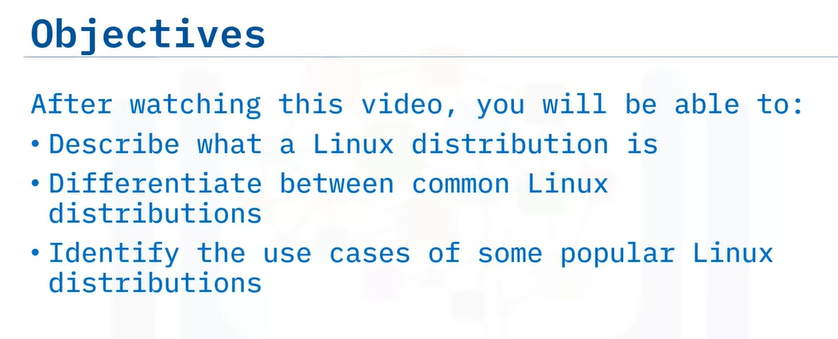 Objectives
After watching this video, you will be able to:
• Describe what a Linux distribution is
• Differentiate between common Linux
distributions
• Identify the use cases of some popular Linux
distributions